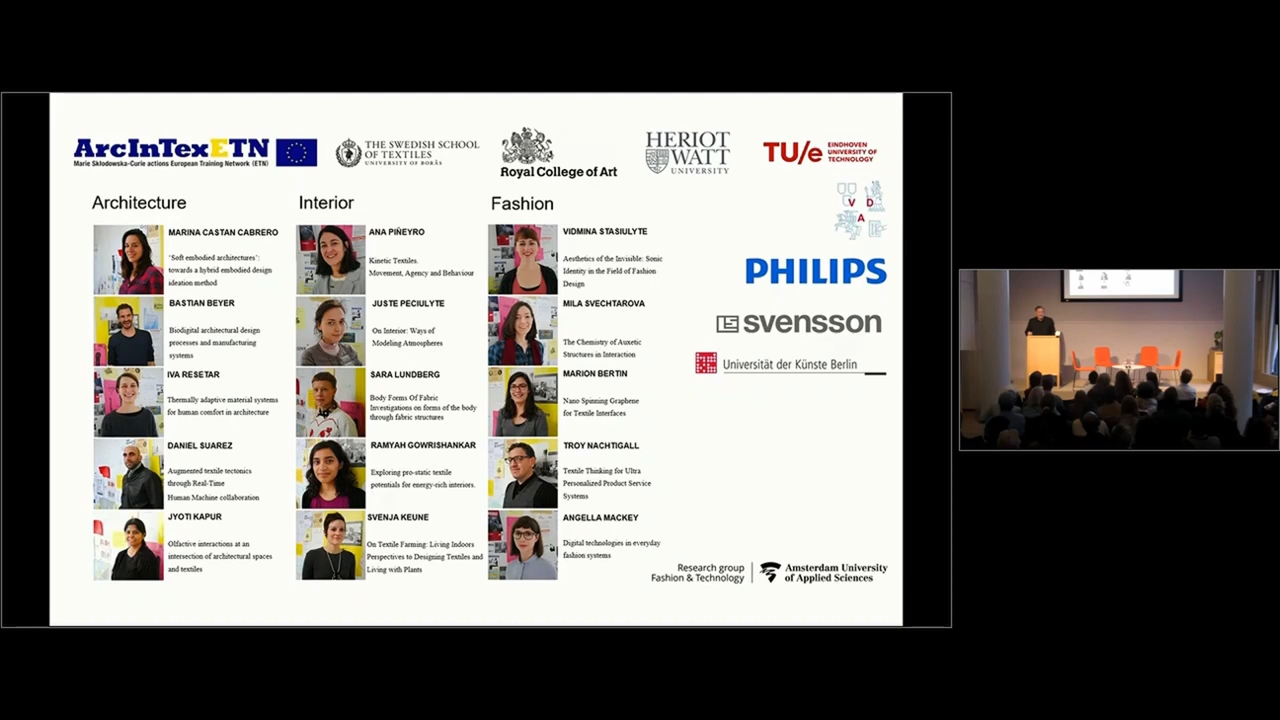 ArcInTexETN
Marie Skłodowska-Curie actions European Training Network (ETN)
THE SWEDISH SCHOOL
OF TEXTILES
UNIVERSITY OF BORÅS
Royal College of Art
HERIOT
WATT
UNIVERSITY
TU/e EINDHOVEN
UNIVERSITY OF
TECHNOLOGY
V D
A
PHILIPS
svensson
Universität der Künste Berlin
Architecture
MARINA CASTAN CABRERO
'Soft embodied architectures':
towards a hybrid embodied design
ideation method
BASTIAN BEYER
Biodigital architectural design
processes and manufacturing
systems
IVA RESETAR
Thermally adaptive material systems
for human comfort in architecture
DANIEL SUAREZ
Augmented textile tectonics
through Real-Time
Human Machine collaboration
JYOTI KAPUR
Olfactive interactions at an
intersection of architectural spaces
and textiles
Interior
ANA PIÑEYRO
Kinetic Textiles.
Movement, Agency and Behaviour
JUSTE PECIULYTE
On Interior: Ways of
Modeling Atmospheres
SARA LUNDBERG
Body Forms Of Fabric
Investigations on forms of the body
through fabric structures
RAMYAH GOWRISHANKAR
Exploring pro-static textile
potentials for energy-rich interiors.
SVENJA KEUNE
On Textile Farming: Living Indoors
Perspectives to Designing Textiles and
Living with Plants
Fashion
VIDMINA STASIULYTE
Aesthetics of the Invisible: Sonic
Identity in the Field of Fashion
Design
MILA SVECHTAROVA
The Chemistry of Auxetic
Structures in Interaction
MARION BERTIN
Nano Spinning Graphene
for Textile Interfaces
TROY NACHTIGALL
Textile Thinking for Ultra
Personalized Product Service
Systems
ANGELLA MACKEY
Digital technologies in everyday
fashion systems
Research group
Fashion & Technology
Amsterdam University
of Applied Sciences